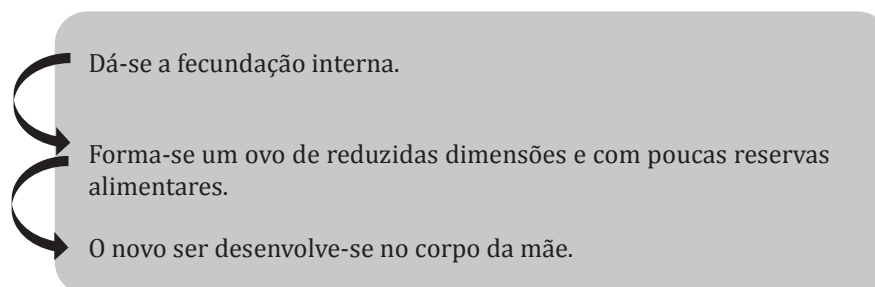 Dá-se a fecundação interna.
Forma-se um ovo de reduzidas dimensões e com poucas reservas
alimentares.
O novo ser desenvolve-se no corpo da mãe.